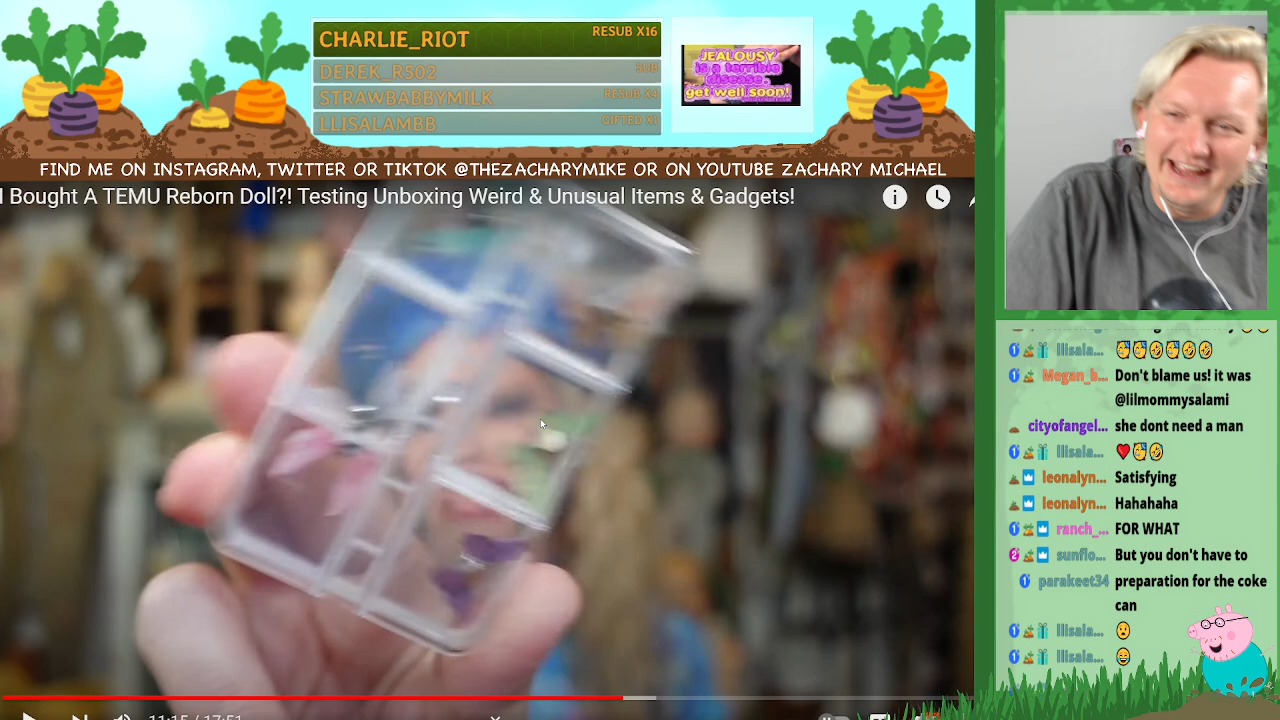 CHARLIE_RIOT RESUB X16
DEREK_R502 SUB
STRAWBABBYMILK RESUB X4
LLISALAMBB GIFTED X1
JEALOUSY
is a terrible
disease,
get well soon!
FIND ME ON INSTAGRAM, TWITTER OR TIKTOK @THEZACHARYMIKE OR ON YOUTUBE ZACHARY MICHAEL
I Bought A TEMU Reborn Doll?! Testing Unboxing Weird & Unusual Items & Gadgets!
llisala...
Megan_b... Don't blame us! it was
@lilmommysalami
cityofangel... she dont need a man
llisala...
leonalyn... Satisfying
leonalyn... Hahahaha
ranch_... FOR WHAT
sunflo... But you don't have to
parakeet34 preparation for the coke
can
llisala...
llisala...
11:15 / 17:51